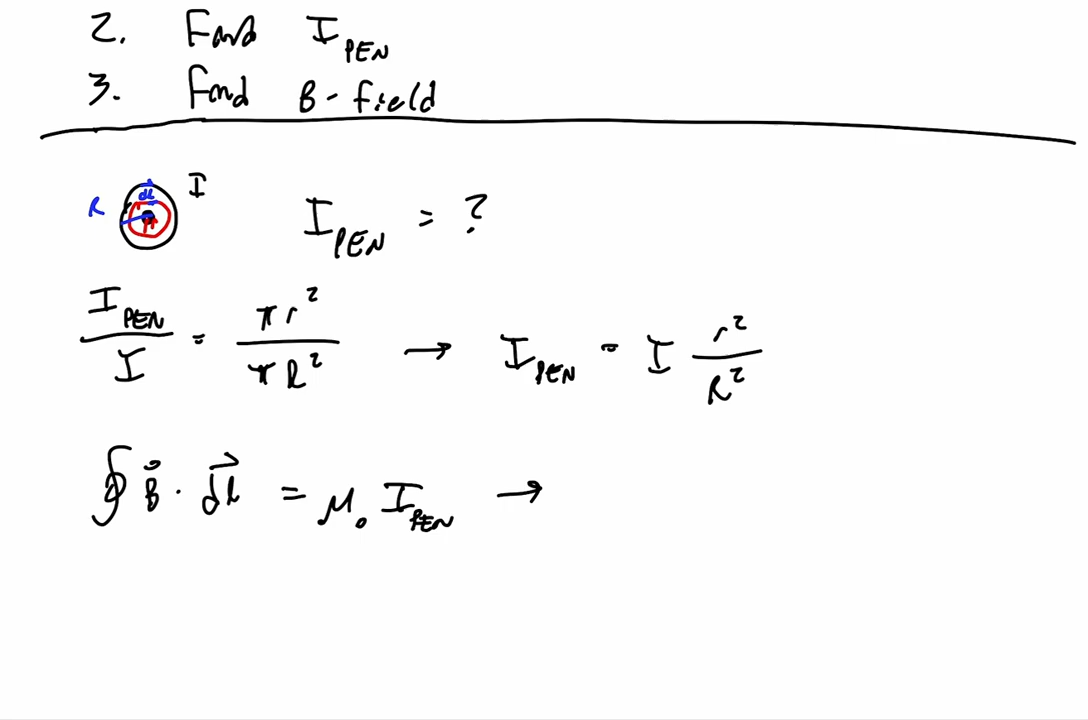 2. Find I_PEN
3. Find B-field
R dl r I I_PEN = ?
I_PEN / I = πr² / πR² → I_PEN = I r² / R²
∮ B⃗ · dl⃗ = μ₀ I_PEN →